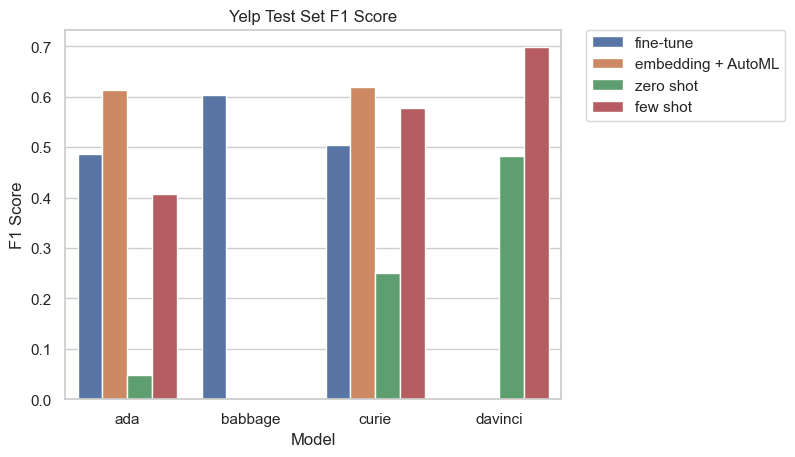 Yelp Test Set F1 Score
fine-tune
embedding + AutoML
zero shot
few shot
F1 Score
0.7
0.6
0.5
0.4
0.3
0.2
0.1
0.0
ada
babbage
curie
davinci
Model